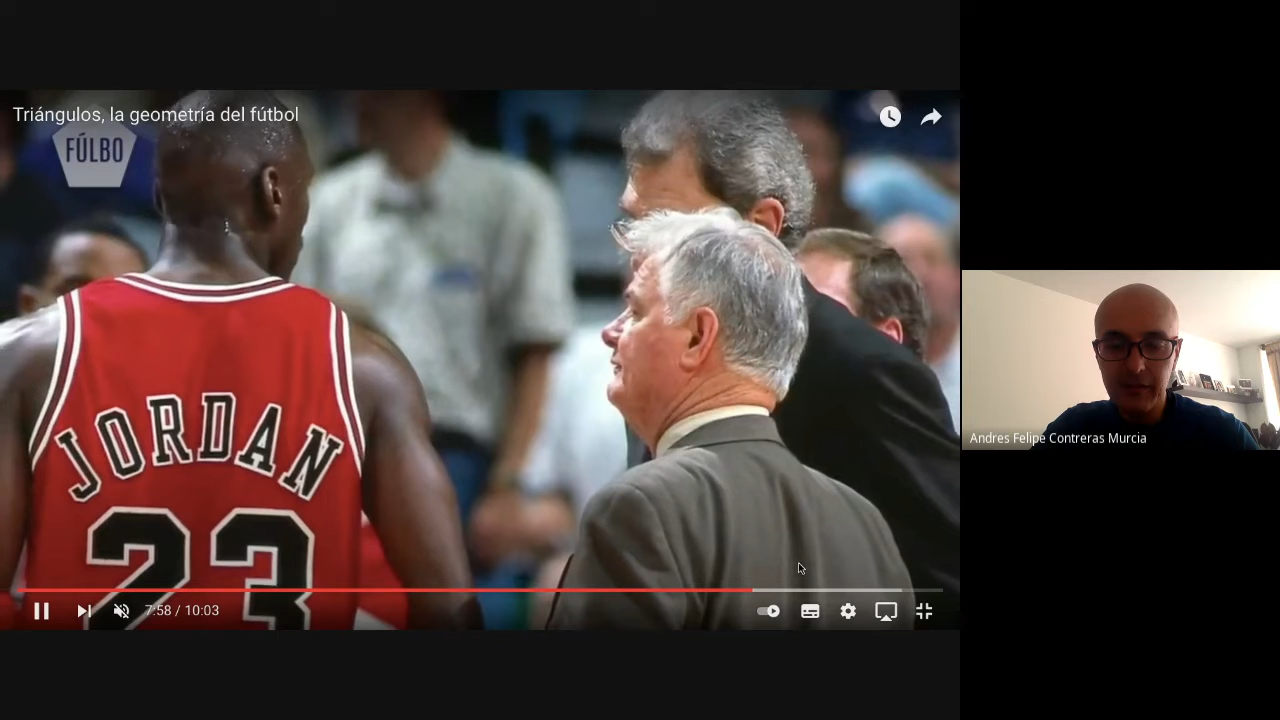 Triángulos, la geometría del fútbol
FÚLBO
JORDAN
23
7:58 / 10:03
Andres Felipe Contreras Murcia